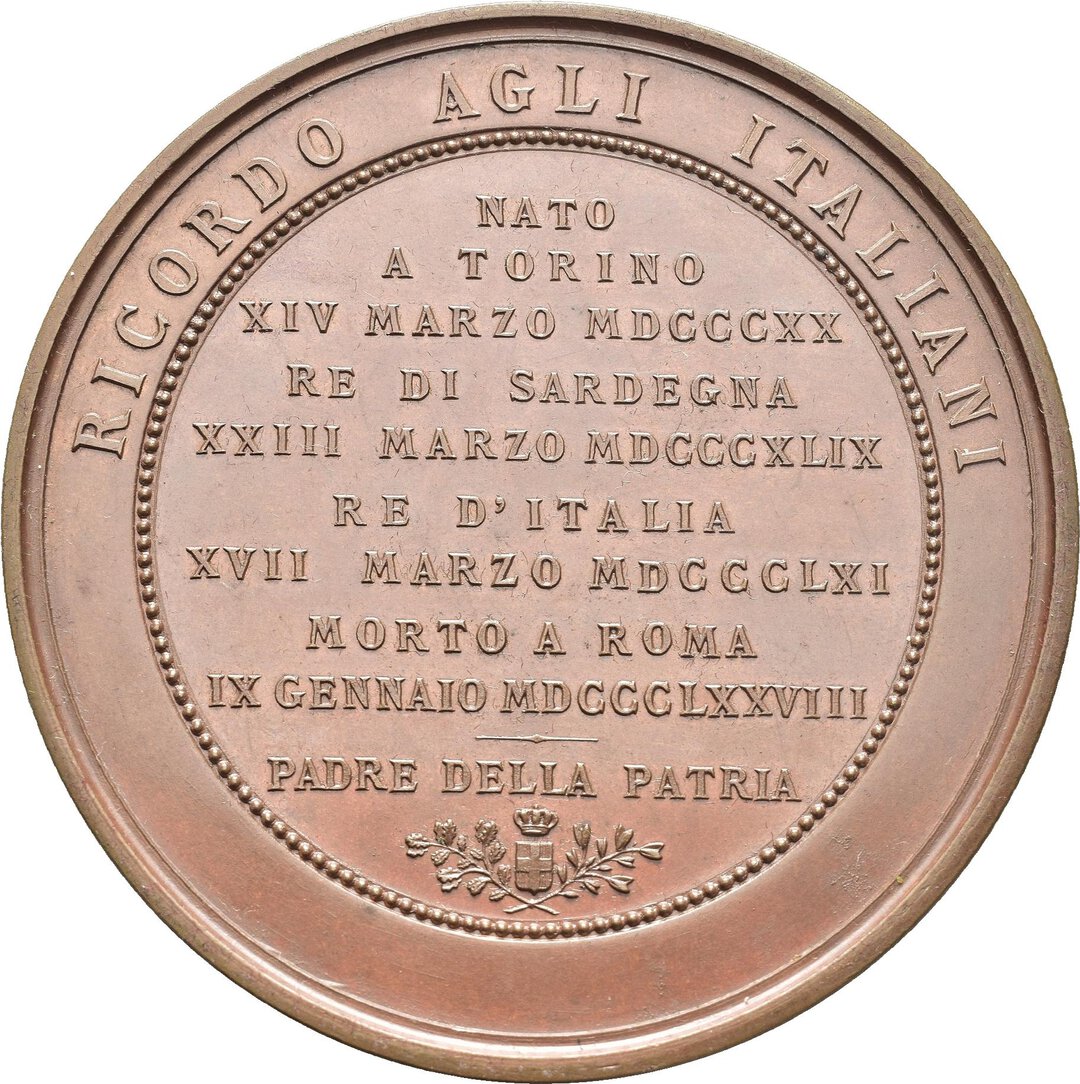 RICORDO AGLI ITALIANI
NATO
A TORINO
XIV MARZO MDCCCXX
RE DI SARDEGNA
XXIII MARZO MDCCCXLIX
RE D'ITALIA
XVII MARZO MDCCCLXI
MORTO A ROMA
IX GENNAIO MDCCCLXXVIII
PADRE DELLA PATRIA